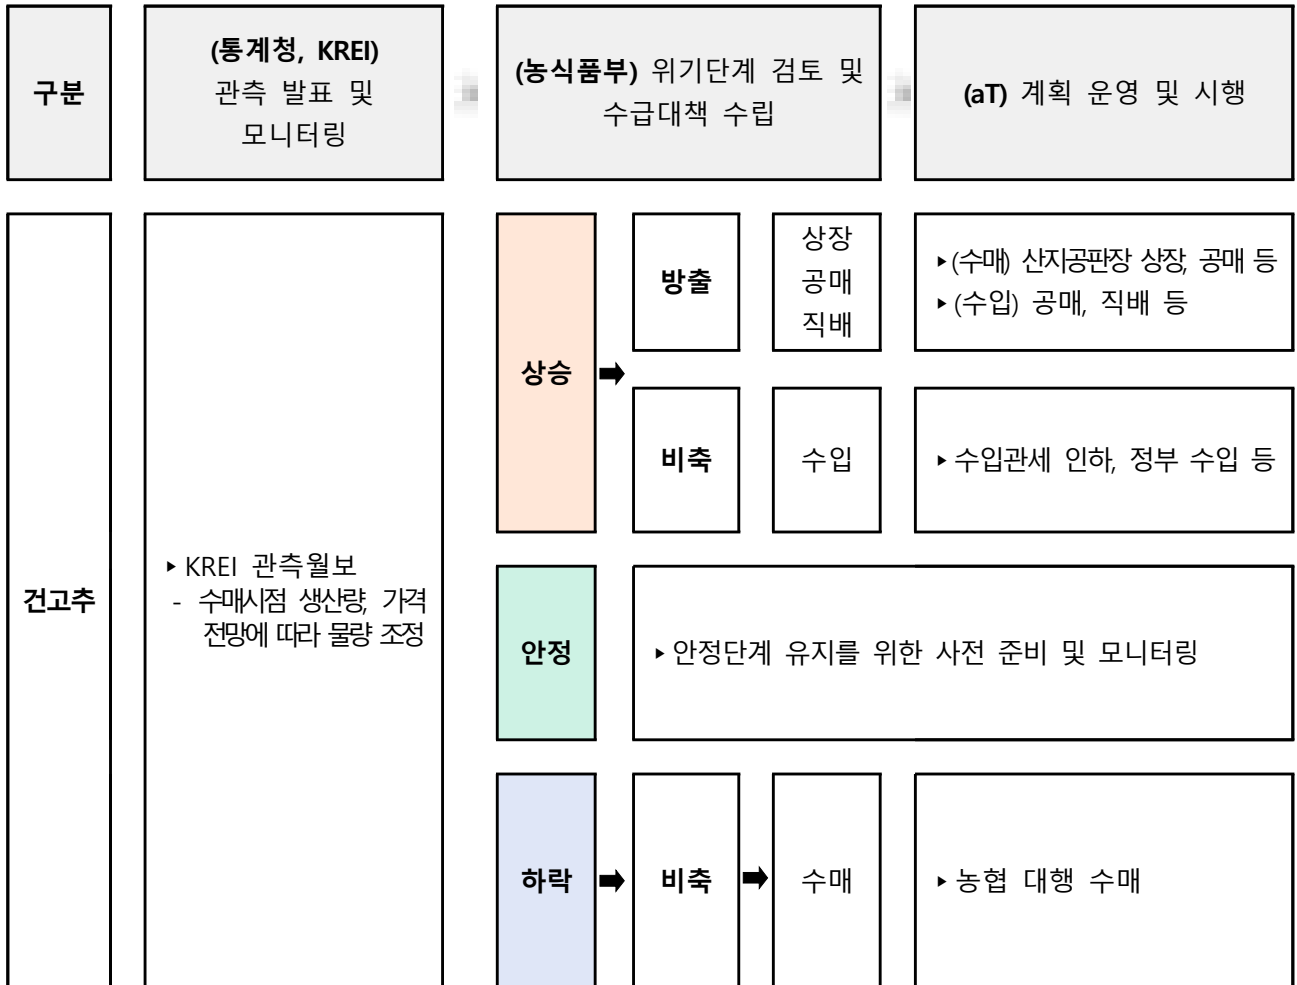 구분
(통계청, KREI)
관측 발표 및
모니터링
(농식품부) 위기단계 검토 및
수급대책 수립
(aT) 계획 운영 및 시행
건고추
▸KREI 관측월보
- 수매시점 생산량, 가격
전망에 따라 물량 조정
상승
방출
상장
공매
직배
▸(수매) 산지공판장 상장, 공매 등
▸(수입) 공매, 직배 등
비축
수입
▸수입관세 인하, 정부 수입 등
안정
▸안정단계 유지를 위한 사전 준비 및 모니터링
하락
비축
수매
▸농협 대행 수매